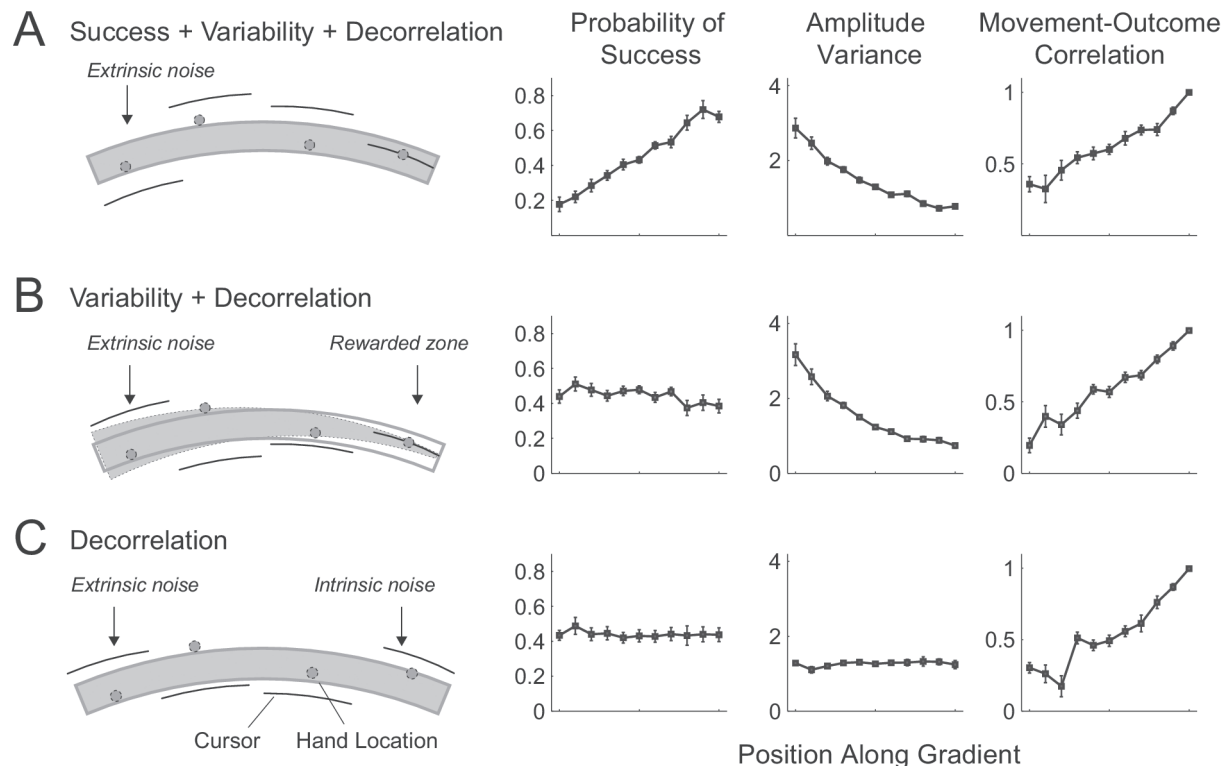 A
Success + Variability + Decorrelation
Extrinsic noise
Probability of
Success
Amplitude
Variance
Movement-Outcome
Correlation
0.8
0.6
0.4
0.2
4
2
1
0.5
B
Variability + Decorrelation
Extrinsic noise
Rewarded zone
0.8
0.6
0.4
0.2
0
4
2
0
1
0.5
0
C
Decorrelation
Extrinsic noise
Intrinsic noise
Cursor
Hand Location
0.8
0.6
0.4
0.2
0
4
2
0
1
0.5
0
Position Along Gradient